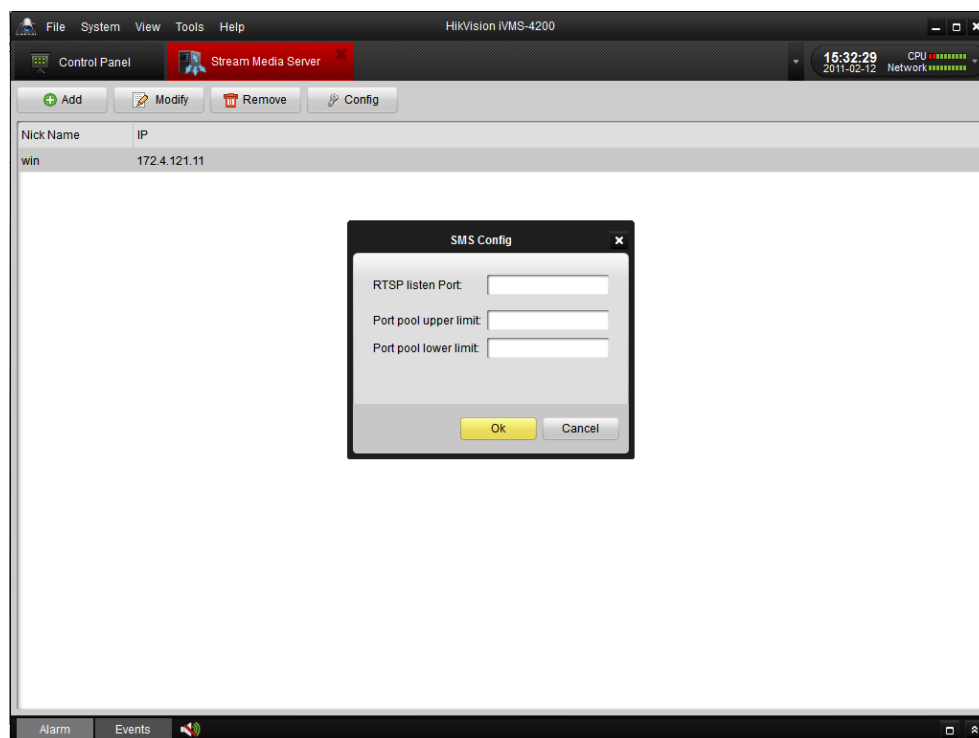 File System View Tools Help HikVision iVMS-4200
Control Panel Stream Media Server 15:32:29 CPU
2011-02-12 Network
Add Modify Remove Config
Nick Name IP
win 172.4.121.11
SMS Config
RTSP listen Port:
Port pool upper limit:
Port pool lower limit:
Ok Cancel
Alarm Events